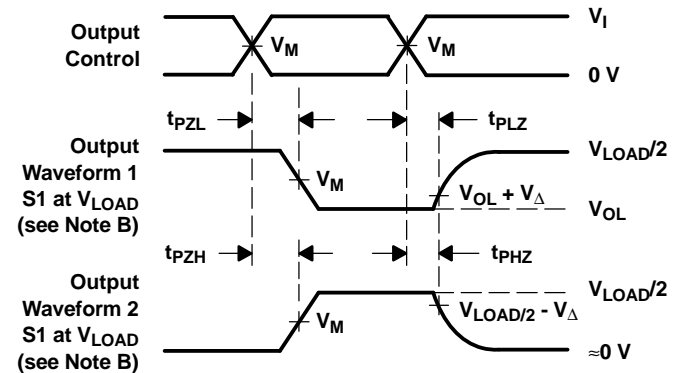 Output
Control
V_M
V_M
V_I
0 V
t_PZL
t_PLZ
Output
Waveform 1
S1 at V_LOAD
(see Note B)
V_M
V_LOAD/2
V_OL + V_Δ
V_OL
t_PZH
t_PHZ
Output
Waveform 2
S1 at V_LOAD
(see Note B)
V_M
V_LOAD/2
V_LOAD/2 - V_Δ
≈0 V